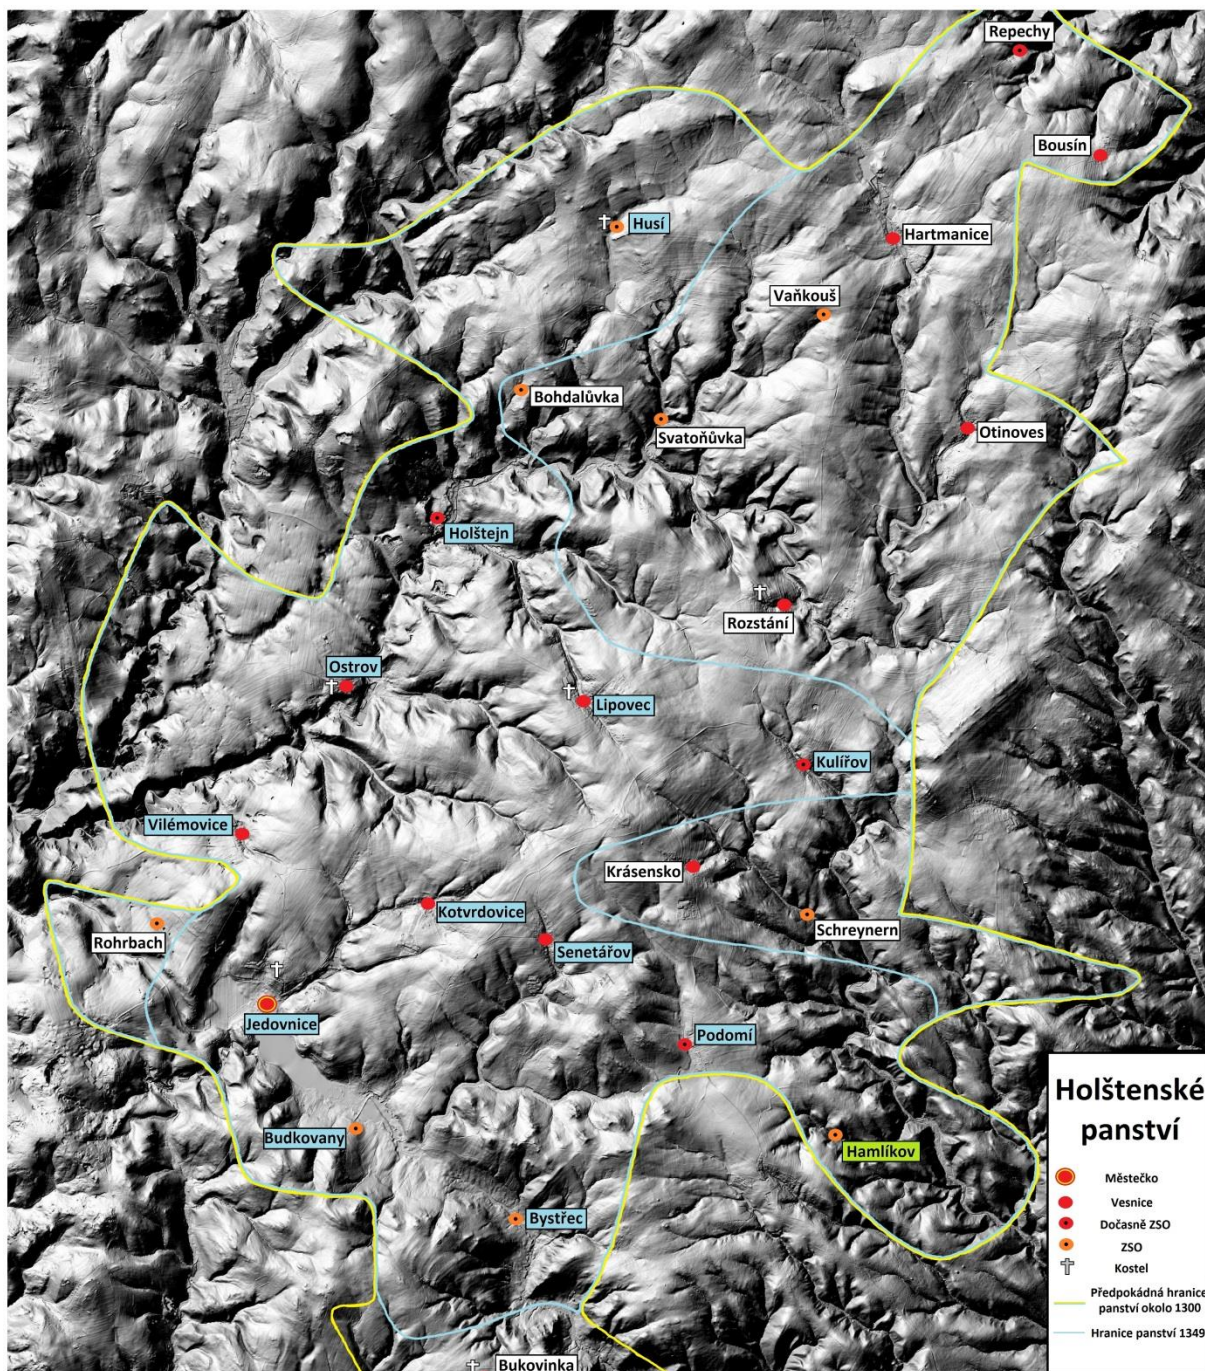 Repechy
Bousín
Husí
Hartmanice
Vaňkouš
Bohdalůvka
Svatoňůvka
Otinoves
Holštejn
Rozstání
Ostrov
Lipovec
Kulířov
Vilémovice
Krásensko
Kotvrdovice
Schreynern
Rohrbach
Senetářov
Jedovnice
Podomí
Budkovany
Hamlíkov
Bystřec
Bukovinka
Holštenské
panství
Městečko
Vesnice
Dočasně ZSO
ZSO
Kostel
Předpokádná hranice
panství okolo 1300
Hranice panství 1349